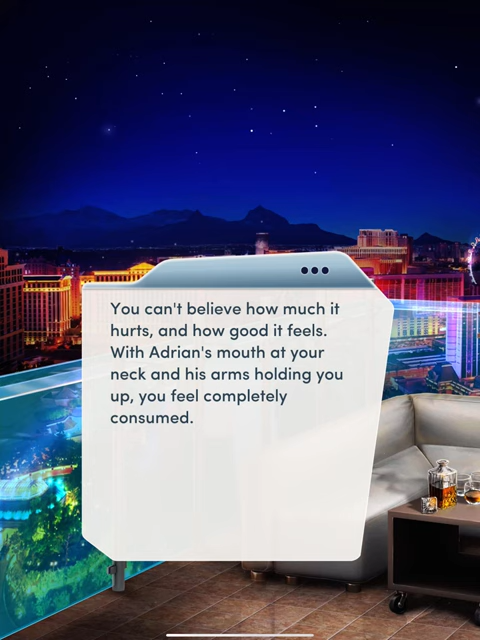 You can't believe how much it
hurts, and how good it feels.
With Adrian's mouth at your
neck and his arms holding you
up, you feel completely
consumed.